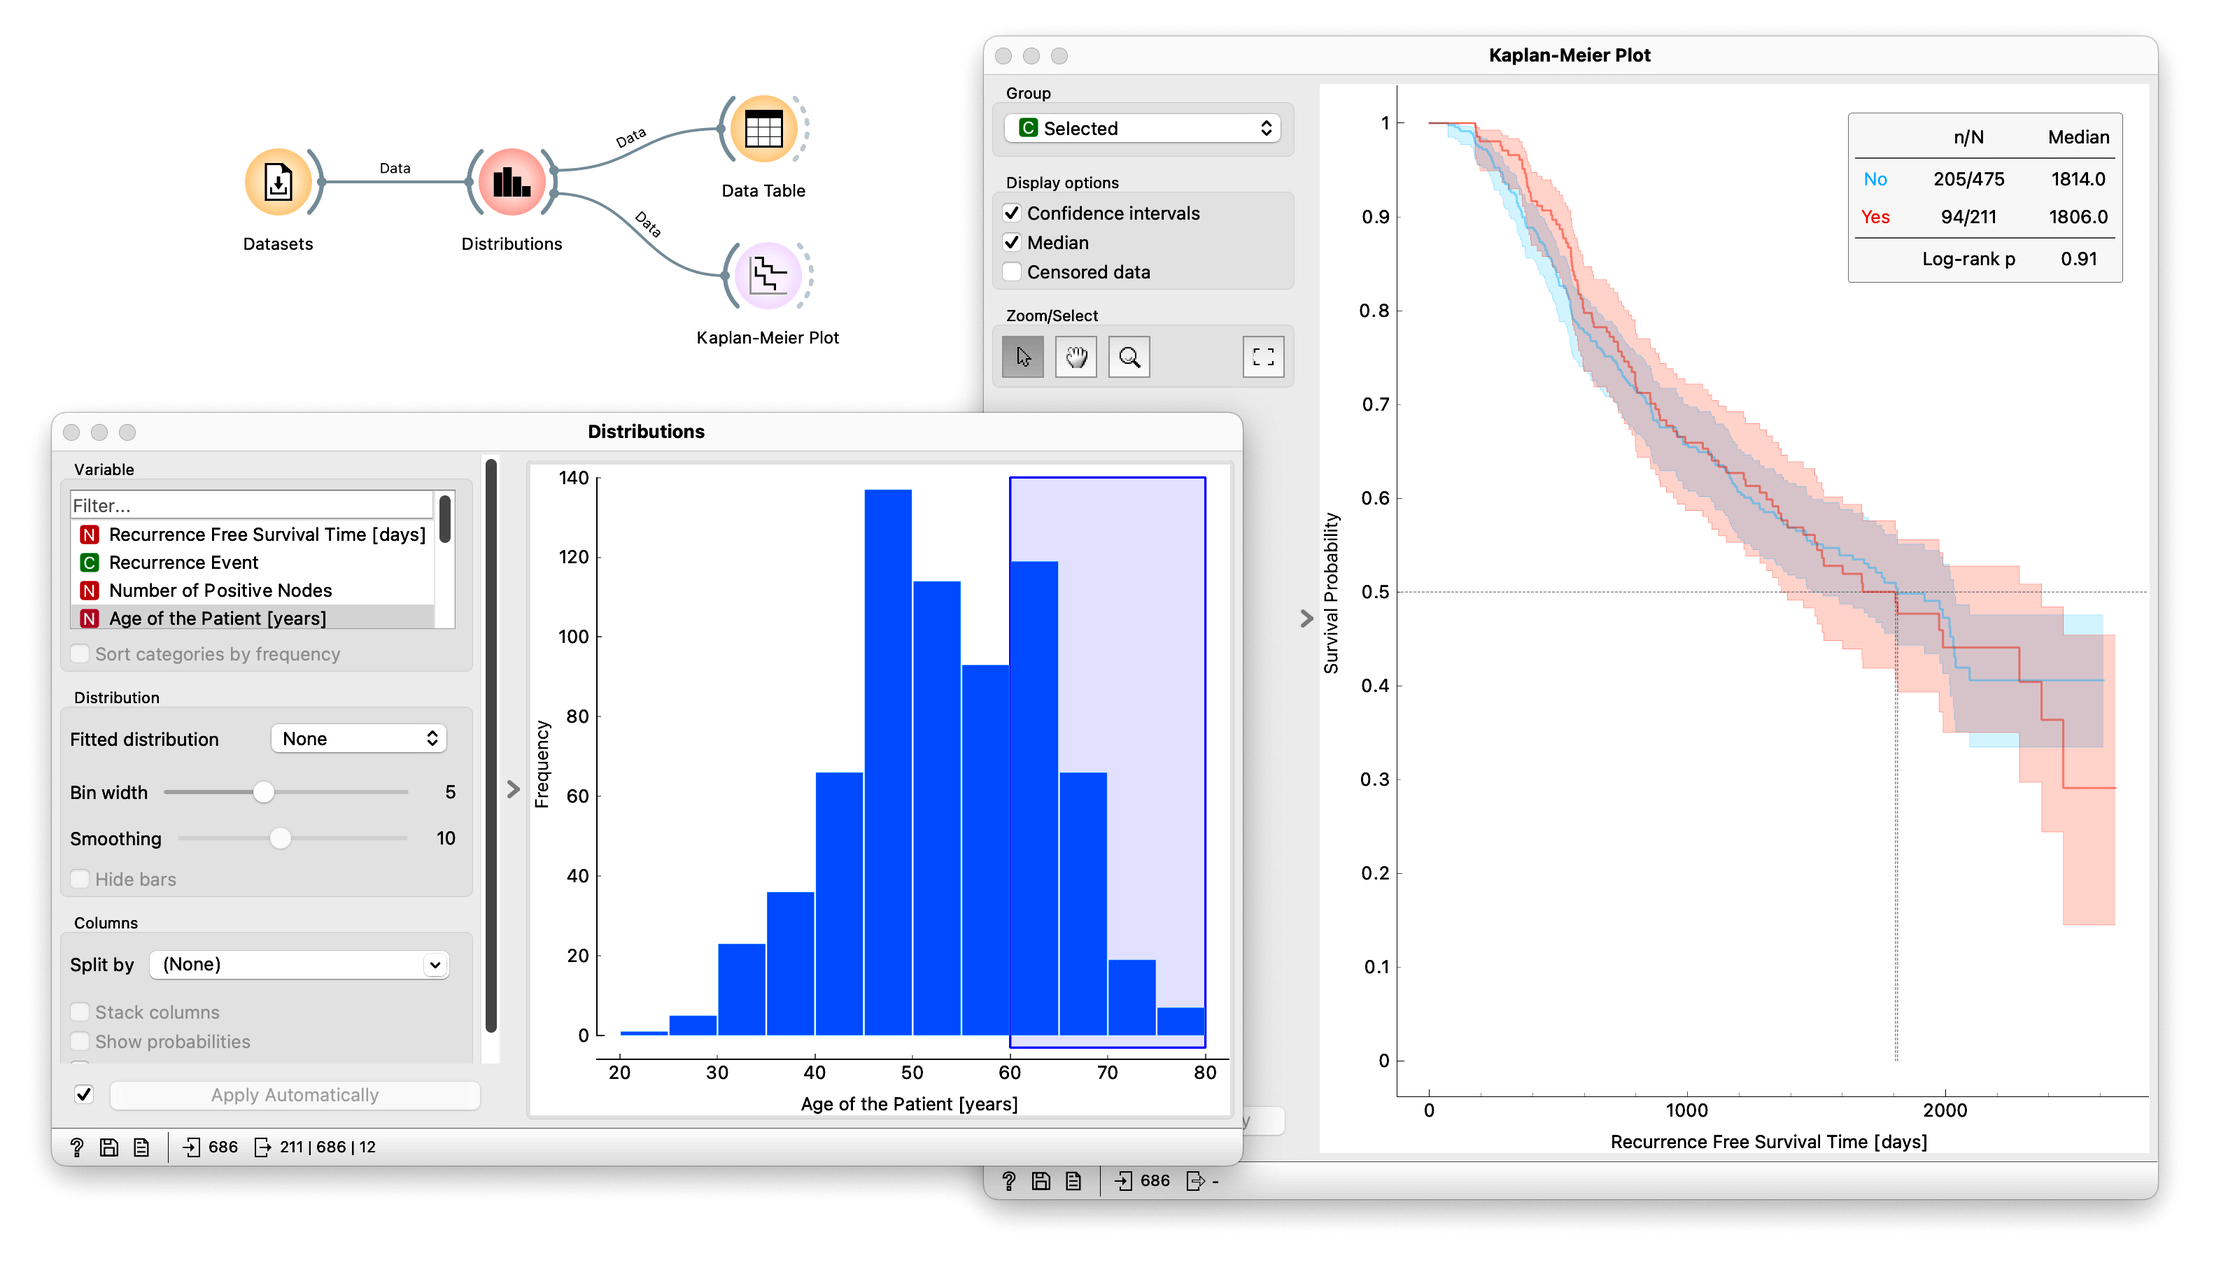 Data
Data
Data
Datasets
Distributions
Data Table
Kaplan-Meier Plot
Distributions
Variable
Filter...
N Recurrence Free Survival Time [days]
C Recurrence Event
N Number of Positive Nodes
N Age of the Patient [years]
Sort categories by frequency
Distribution
Fitted distribution None
Bin width 5
Smoothing 10
Hide bars
Columns
Split by (None)
Stack columns
Show probabilities
Apply Automatically
? 686 211 | 686 | 12
Frequency
140
120
100
80
60
40
20
0
20 30 40 50 60 70 80
Age of the Patient [years]
Kaplan-Meier Plot
Group
C Selected
Display options
Confidence intervals
Median
Censored data
Zoom/Select
y
? 686 -
Survival Probability
1
0.9
0.8
0.7
0.6
0.5
0.4
0.3
0.2
0.1
0
0 1000 2000
Recurrence Free Survival Time [days]
n/N Median
No 205/475 1814.0
Yes 94/211 1806.0
Log-rank p 0.91